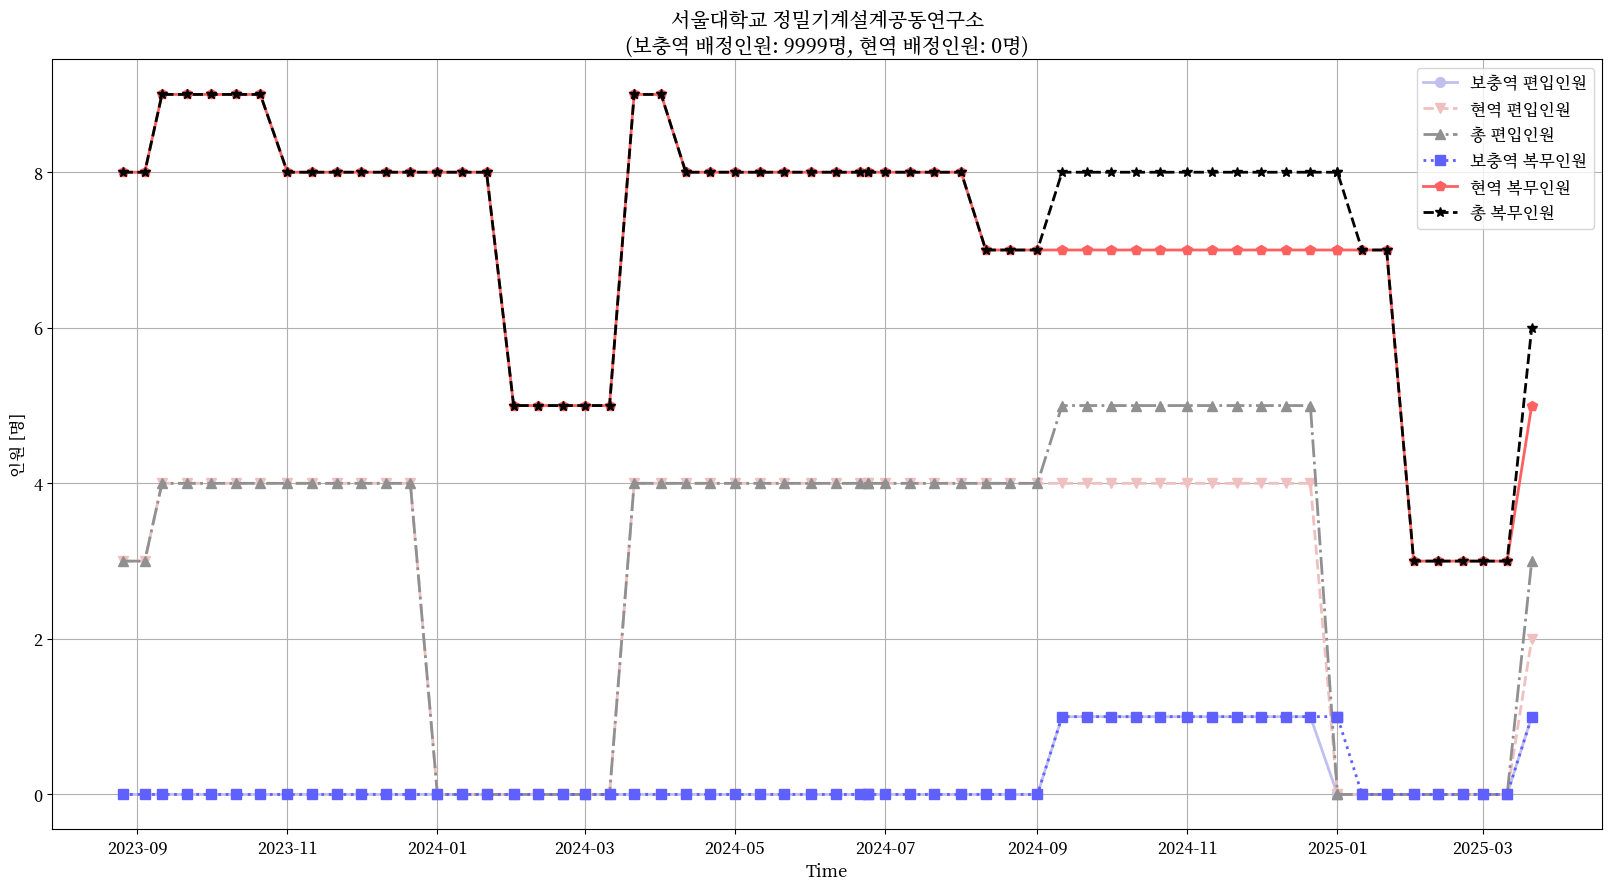 서울대학교 정밀기계설계공동연구소
(보충역 배정인원: 9999명, 현역 배정인원: 0명)
보충역 편입인원
현역 편입인원
총 편입인원
보충역 복무인원
현역 복무인원
총 복무인원
인원 [명]
8
6
4
2
0
2023-09 2023-11 2024-01 2024-03 2024-05 2024-07 2024-09 2024-11 2025-01 2025-03
Time